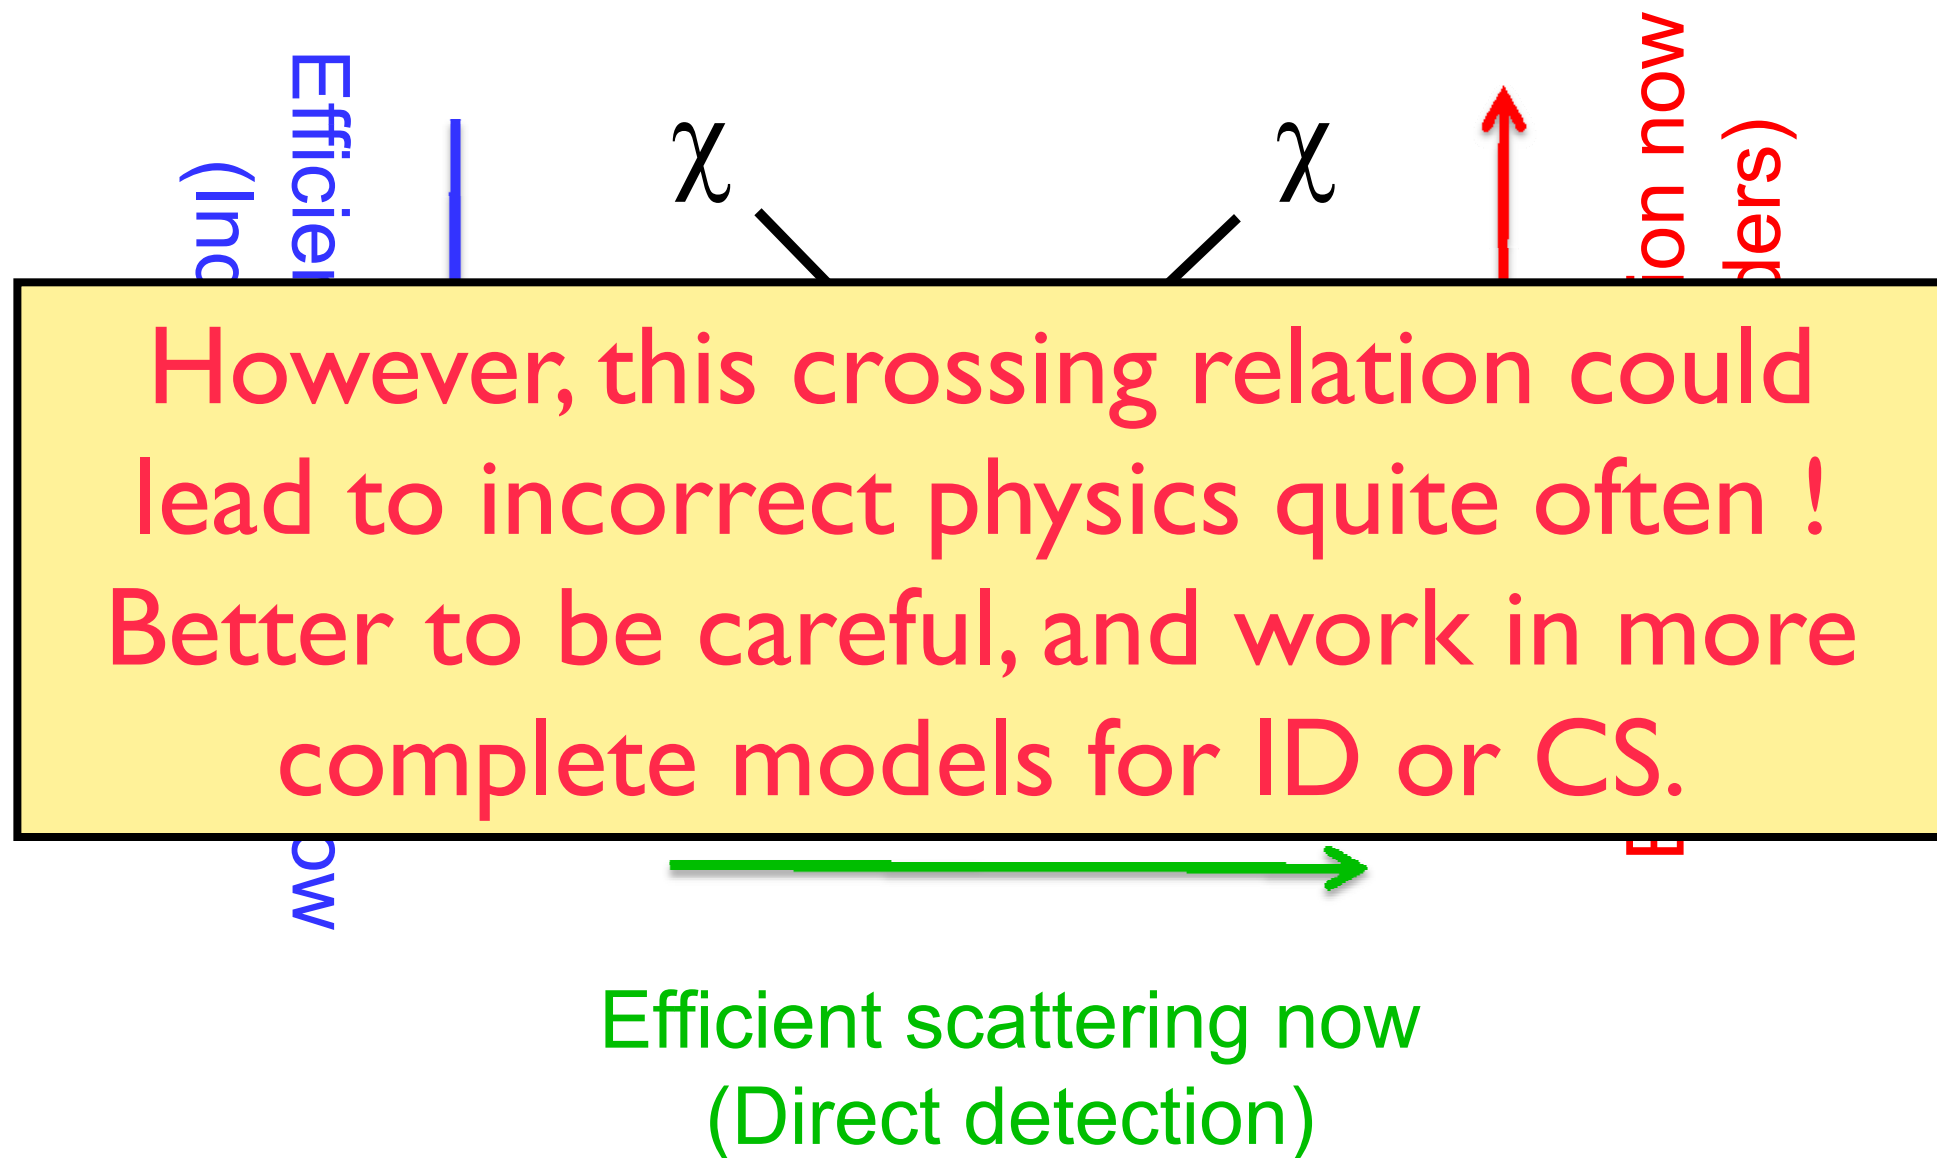 χ
χ
However, this crossing relation could
lead to incorrect physics quite often !
Better to be careful, and work in more
complete models for ID or CS.
now
Efficient scattering now
(Direct detection)